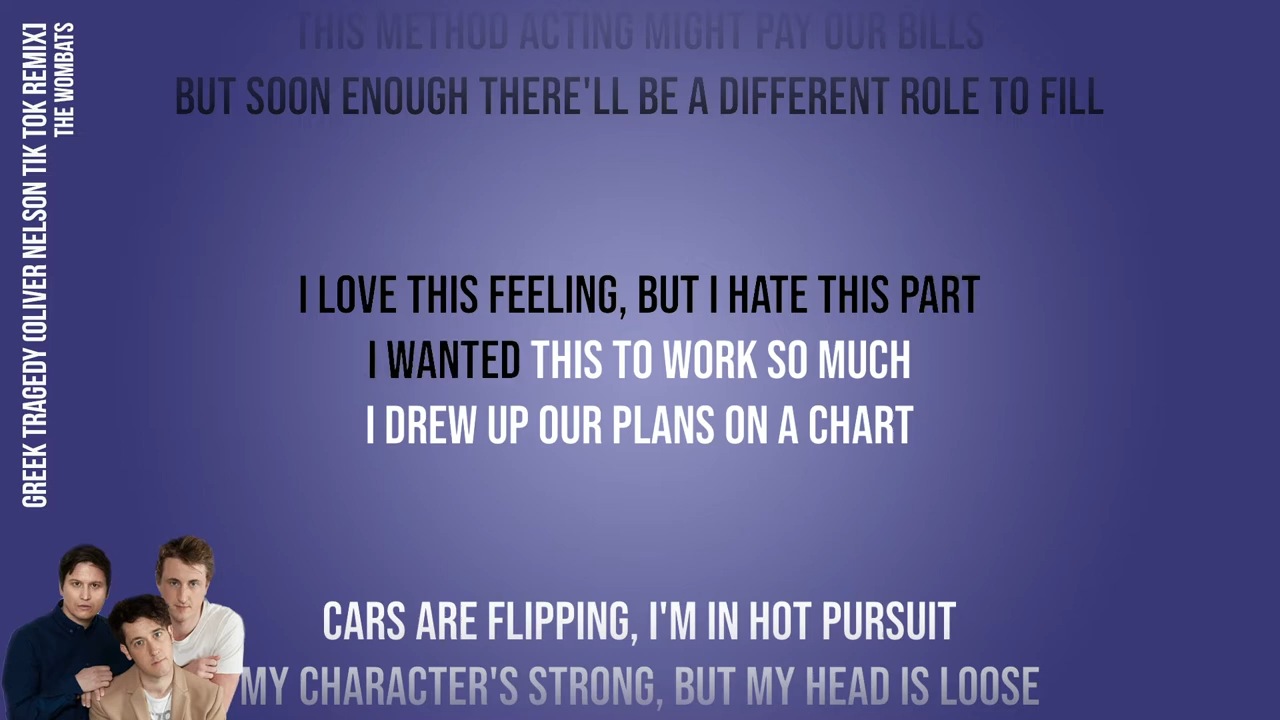 GREEK TRAGEDY (OLIVER NELSON TIK TOK REMIX)
THE WOMBATS
THIS METHOD ACTING MIGHT PAY OUR BILLS
BUT SOON ENOUGH THERE'LL BE A DIFFERENT ROLE TO FILL
I LOVE THIS FEELING, BUT I HATE THIS PART
I WANTED THIS TO WORK SO MUCH
I DREW UP OUR PLANS ON A CHART
CARS ARE FLIPPING, I'M IN HOT PURSUIT
MY CHARACTER'S STRONG, BUT MY HEAD IS LOOSE